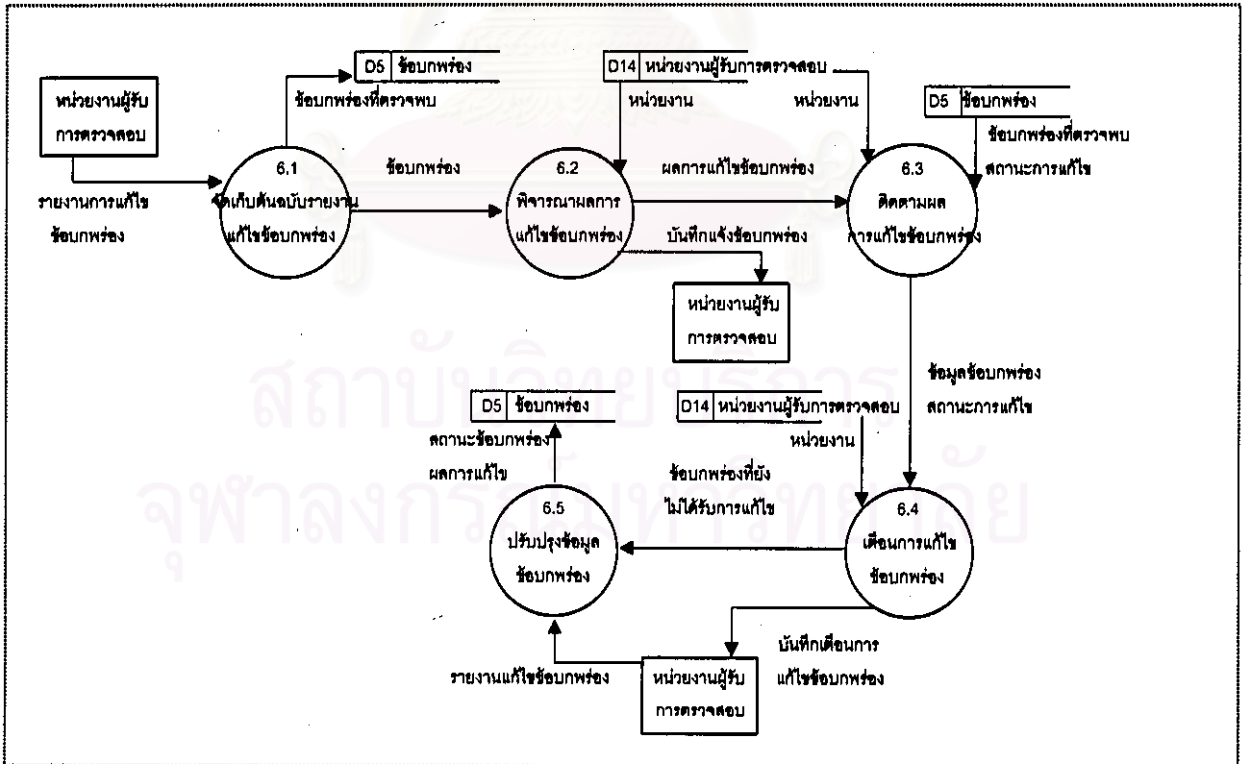 D5 ข้อบกพร่อง
D14 หน่วยงานผู้รับการตรวจสอบ
หน่วยงานผู้รับ
การตรวจสอบ
ข้อบกพร่องที่ตรวจพบ
หน่วยงาน
หน่วยงาน
D5 ข้อบกพร่อง
ข้อบกพร่องที่ตรวจพบ
สถานะการแก้ไข
รายงานการแก้ไข
ข้อบกพร่อง
6.1
จัดเก็บต้นฉบับรายงาน
แก้ไขข้อบกพร่อง
ข้อบกพร่อง
6.2
พิจารณาผลการ
แก้ไขข้อบกพร่อง
ผลการแก้ไขข้อบกพร่อง
6.3
ติดตามผล
การแก้ไขข้อบกพร่อง
บันทึกแจ้งข้อบกพร่อง
หน่วยงานผู้รับ
การตรวจสอบ
ข้อมูลข้อบกพร่อง
สถานะการแก้ไข
สถาบันวิทยบริการ
จุฬาลงกรณ์มหาวิทยาลัย
D5 ข้อบกพร่อง
D14 หน่วยงานผู้รับการตรวจสอบ
สถานะข้อบกพร่อง
ผลการแก้ไข
หน่วยงาน
ข้อบกพร่องที่ยัง
ไม่ได้รับการแก้ไข
6.5
ปรับปรุงข้อมูล
ข้อบกพร่อง
6.4
เตือนการแก้ไข
ข้อบกพร่อง
บันทึกเตือนการ
แก้ไขข้อบกพร่อง
รายงานแก้ไขข้อบกพร่อง
หน่วยงานผู้รับ
การตรวจสอบ